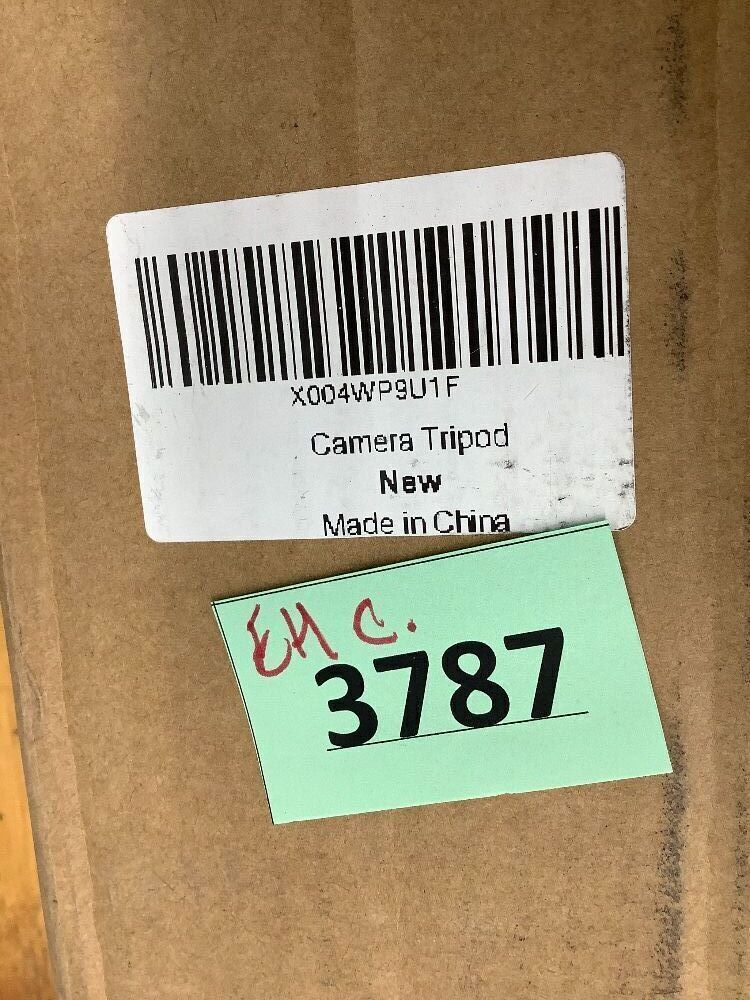 X004WP9U1F
Camera Tripod
New
Made in China
EH C.
3787